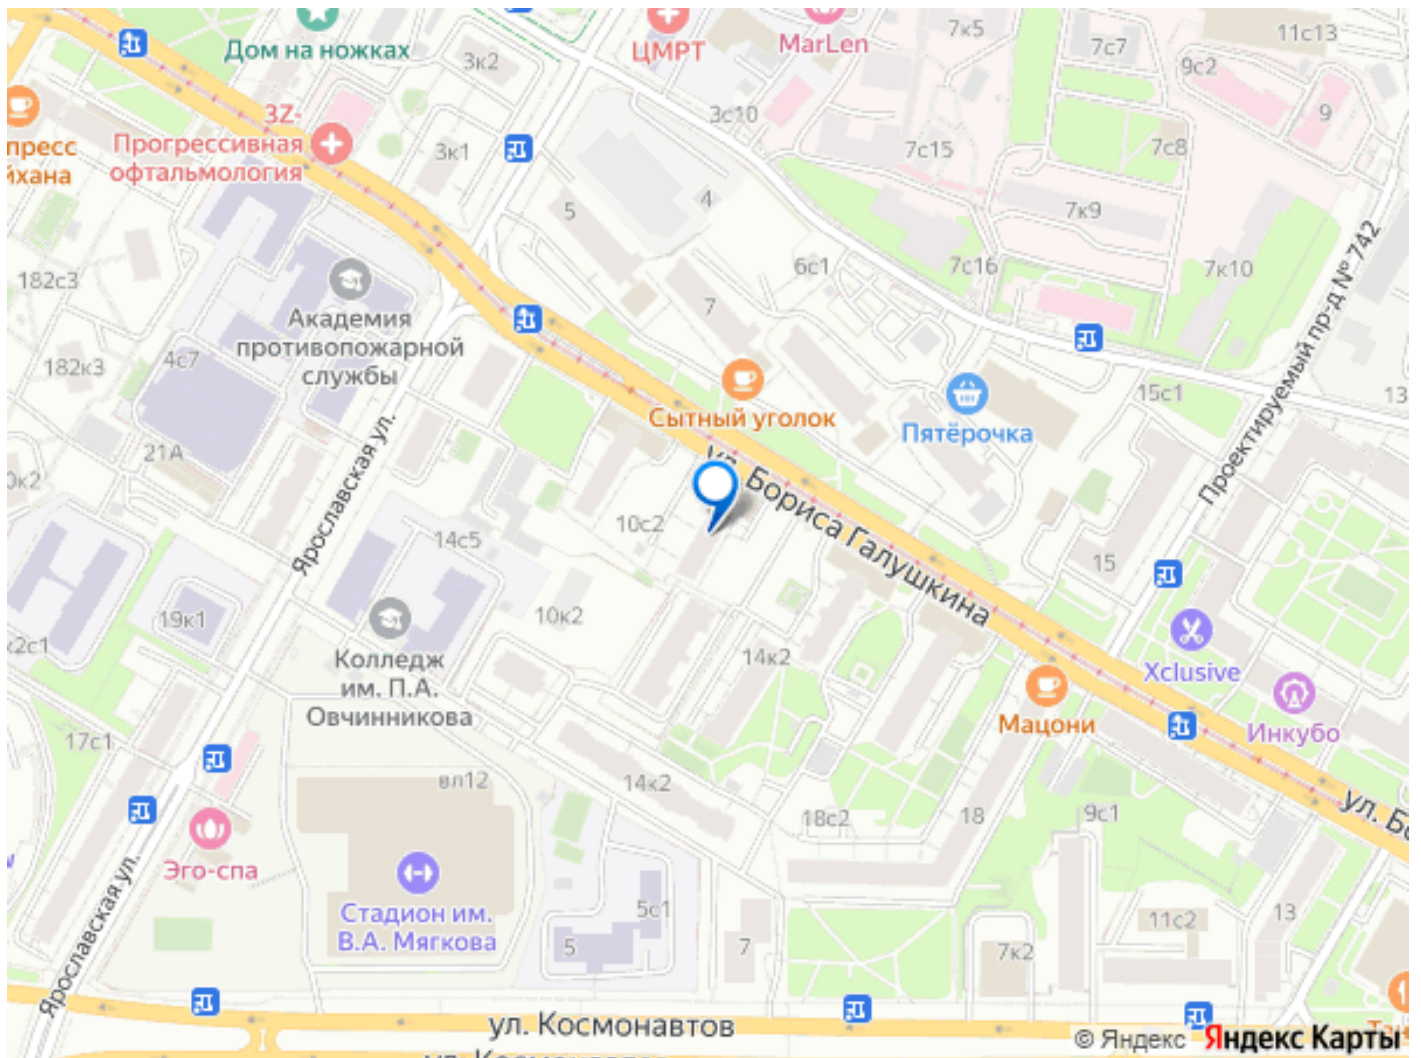 Дом на ножках
ЦМРТ
MarLen
7к5
7с7
11с13
9с2
9
3к2
3с10
3Z-
Прогрессивная
офтальмология
пресс
йхана
3к1
7с15
7с8
5
4
7к9
182с3
6с1
7с16
7к10
Проектируемый пр-д № 742
Академия
противопожарной
службы
4с7
182к3
7
Сытный уголок
Пятёрочка
15с1
13
21А
0к2
Ярославская ул.
ул. Бориса Галушкина
10с2
14с5
15
19к1
10к2
к2с1
Колледж
им. П.А.
Овчинникова
14к2
Xclusive
Мацони
Инкубо
17с1
вл12
14к2
18с2
18
9с1
ул. Бо
Эго-спа
Ярославская ул.
Стадион им.
В.А. Мягкова
5с1
5
7
11с2
13
7к2
ул. Космонавтов
© Яндекс Яндекс Карты